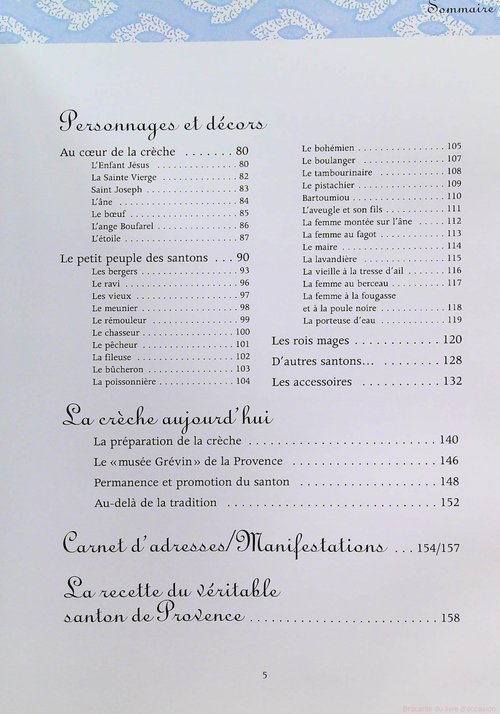 Sommaire
Personnages et décors
Au cœur de la crèche . . . . . . . 80
L'Enfant Jésus . . . . . . . . . . . . . . . . 80
La Sainte Vierge . . . . . . . . . . . . . . 82
Saint Joseph . . . . . . . . . . . . . . . . . 83
L'âne . . . . . . . . . . . . . . . . . . . . . . 84
Le bœuf . . . . . . . . . . . . . . . . . . . . 85
L'ange Boufarel . . . . . . . . . . . . . . . 86
L'étoile . . . . . . . . . . . . . . . . . . . . . 87
Le petit peuple des santons . . . 90
Les bergers . . . . . . . . . . . . . . . . . . 93
Le ravi . . . . . . . . . . . . . . . . . . . . . 96
Les vieux . . . . . . . . . . . . . . . . . . . 97
Le meunier . . . . . . . . . . . . . . . . . . 98
Le rémouleur . . . . . . . . . . . . . . . . 99
Le chasseur . . . . . . . . . . . . . . . . . 100
Le pêcheur . . . . . . . . . . . . . . . . . 101
La fileuse . . . . . . . . . . . . . . . . . . 102
Le bûcheron . . . . . . . . . . . . . . . . 103
La poissonnière . . . . . . . . . . . . . . 104
Le bohémien . . . . . . . . . . . . . . . . 105
Le boulanger . . . . . . . . . . . . . . . 107
Le tambourinaire . . . . . . . . . . . . . 108
Le pistachier . . . . . . . . . . . . . . . . 109
Bartoumiou . . . . . . . . . . . . . . . . . 110
L'aveugle et son fils . . . . . . . . . . . 111
La femme montée sur l'âne . . . . . 112
La femme au fagot . . . . . . . . . . . . 113
Le maire . . . . . . . . . . . . . . . . . . . 114
La lavandière . . . . . . . . . . . . . . . . 115
La vieille à la tresse d'ail . . . . . . . 116
La femme au berceau . . . . . . . . . . 117
La femme à la fougasse
et à la poule noire . . . . . . . . . . . . 118
La porteuse d'eau . . . . . . . . . . . . 119
Les rois mages . . . . . . . . . . . . 120
D'autres santons... . . . . . . . . . 128
Les accessoires . . . . . . . . . . . 132
La crèche aujourd'hui
La préparation de la crèche . . . . . . . . . . . . . . . . . . . . . . . . . . 140
Le «musée Grévin» de la Provence . . . . . . . . . . . . . . . . . . . . 146
Permanence et promotion du santon . . . . . . . . . . . . . . . . . . . 148
Au-delà de la tradition . . . . . . . . . . . . . . . . . . . . . . . . . . . . . 152
Carnet d'adresses/Manifestations . . . 154/157
La recette du véritable
santon de Provence . . . . . . . . . . . . . . . . . . . . . . . . . . 158
5
Brocante du livre d'occasion